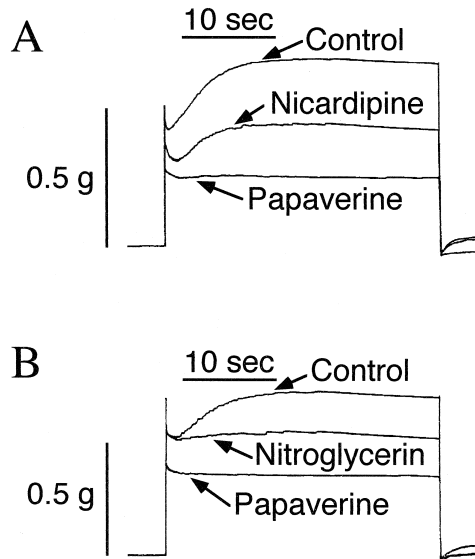 A
10 sec
Control
Nicardipine
0.5 g
Papaverine
B
10 sec
Control
Nitroglycerin
0.5 g
Papaverine